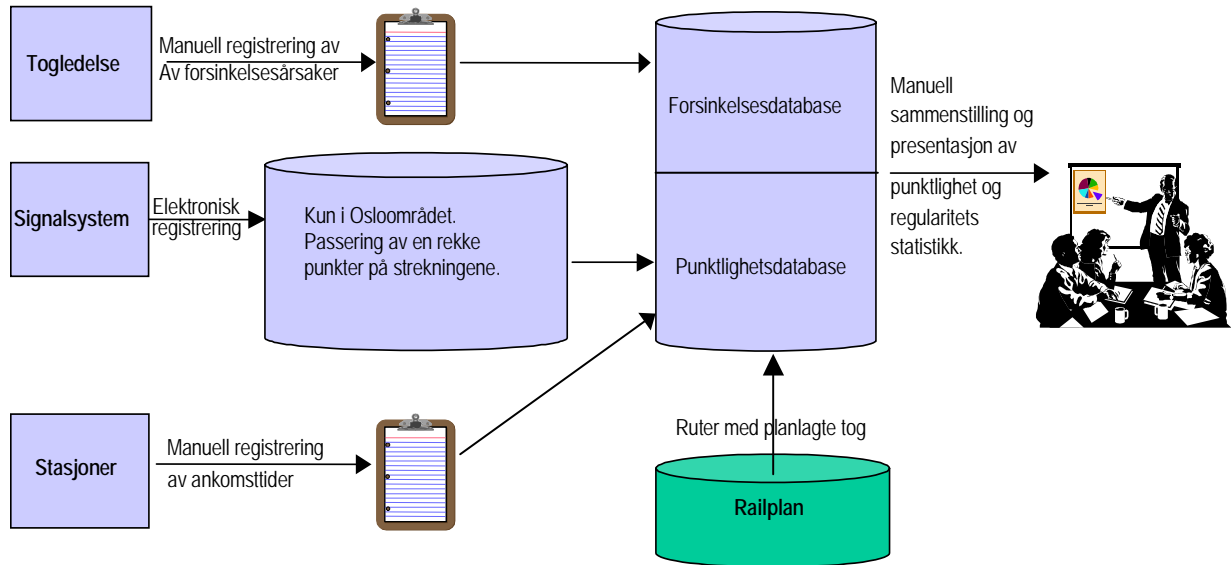 Togledelse
Manuell registrering av
Av forsinkelsesårsaker
Forsinkelsesdatabase
Manuell
sammenstilling og
presentasjon av
punktlighet og
regularitets
statistikk.
Signalsystem
Elektronisk
registrering
Kun i Osloområdet.
Passering av en rekke
punkter på strekningene.
Punktlighetsdatabase
Stasjoner
Manuell registrering
av ankomsttider
Ruter med planlagte tog
Railplan